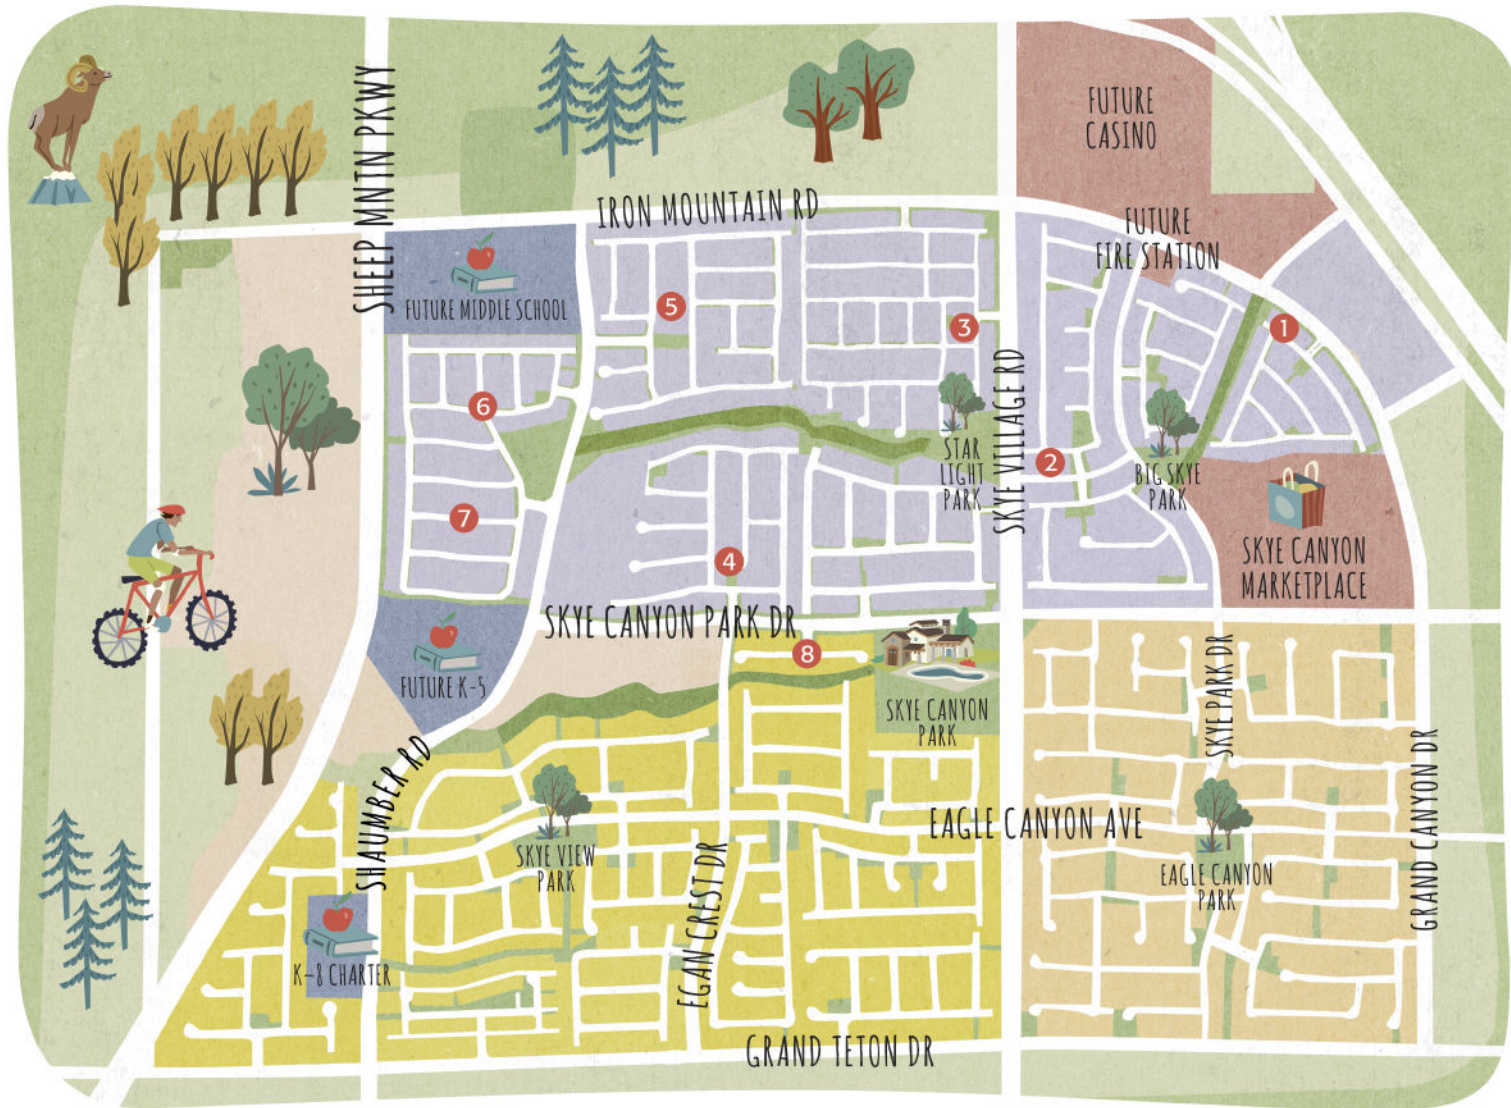 SHEEP MNTN PKWY
FUTURE
CASINO
IRON MOUNTAIN RD
FUTURE
FIRE STATION
FUTURE MIDDLE SCHOOL
5
3
1
6
STAR
LIGHT
PARK
SKYE VILLAGE RD
2
BIG SKYE
PARK
7
4
SKYE CANYON
MARKETPLACE
SKYE CANYON PARK DR
8
FUTURE K-5
SKYE CANYON
PARK
SKYE PARK DR
SHAUMBER RD
EAGLE CANYON AVE
GRAND CANYON DR
SKYE VIEW
PARK
EGAN CREST DR
EAGLE CANYON
PARK
K-8 CHARTER
GRAND TETON DR